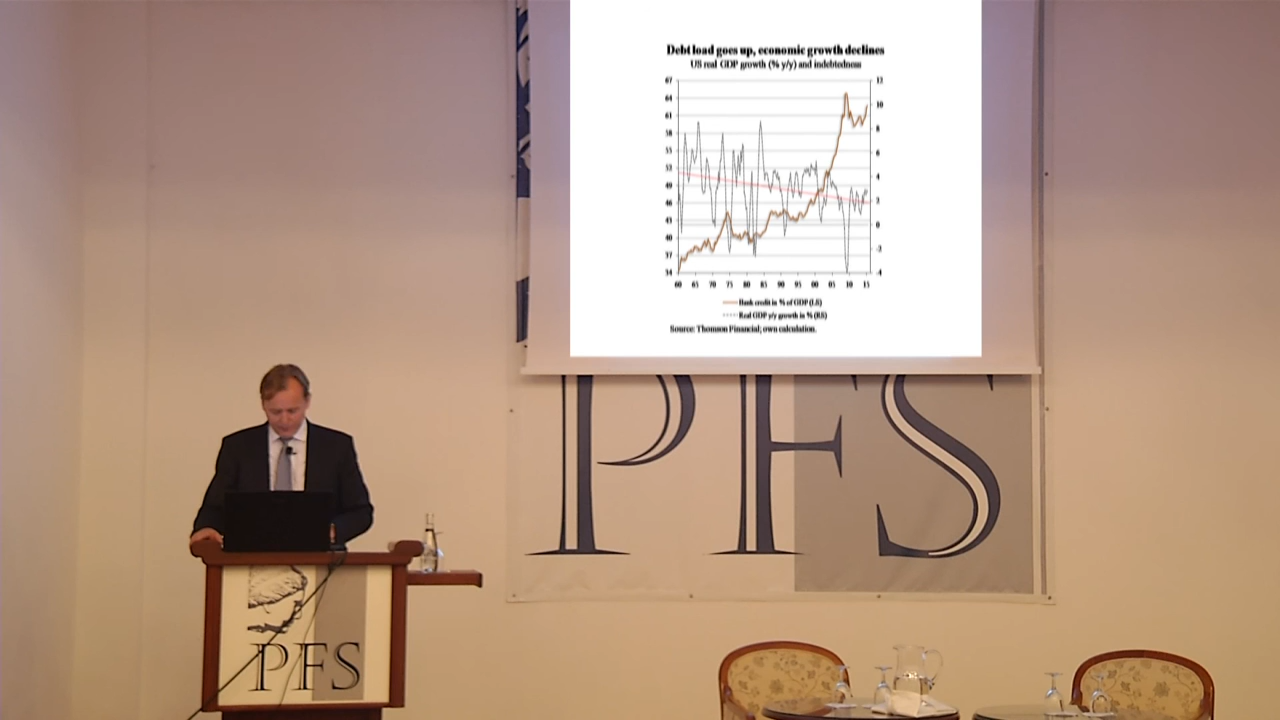 Debt load goes up, economic growth declines
US real GDP growth (% y/y) and indebtedness
67 12
64 10
61 8
58 6
55 4
52 2
49 0
46 -2
43 -4
40
37
34
60 65 70 75 80 85 90 95 00 05 10 15
Bank credit in % of GDP (LS)
Real GDP y/y growth in % (RS)
Source: Thomson Financial; own calculation.
PFS
PFS